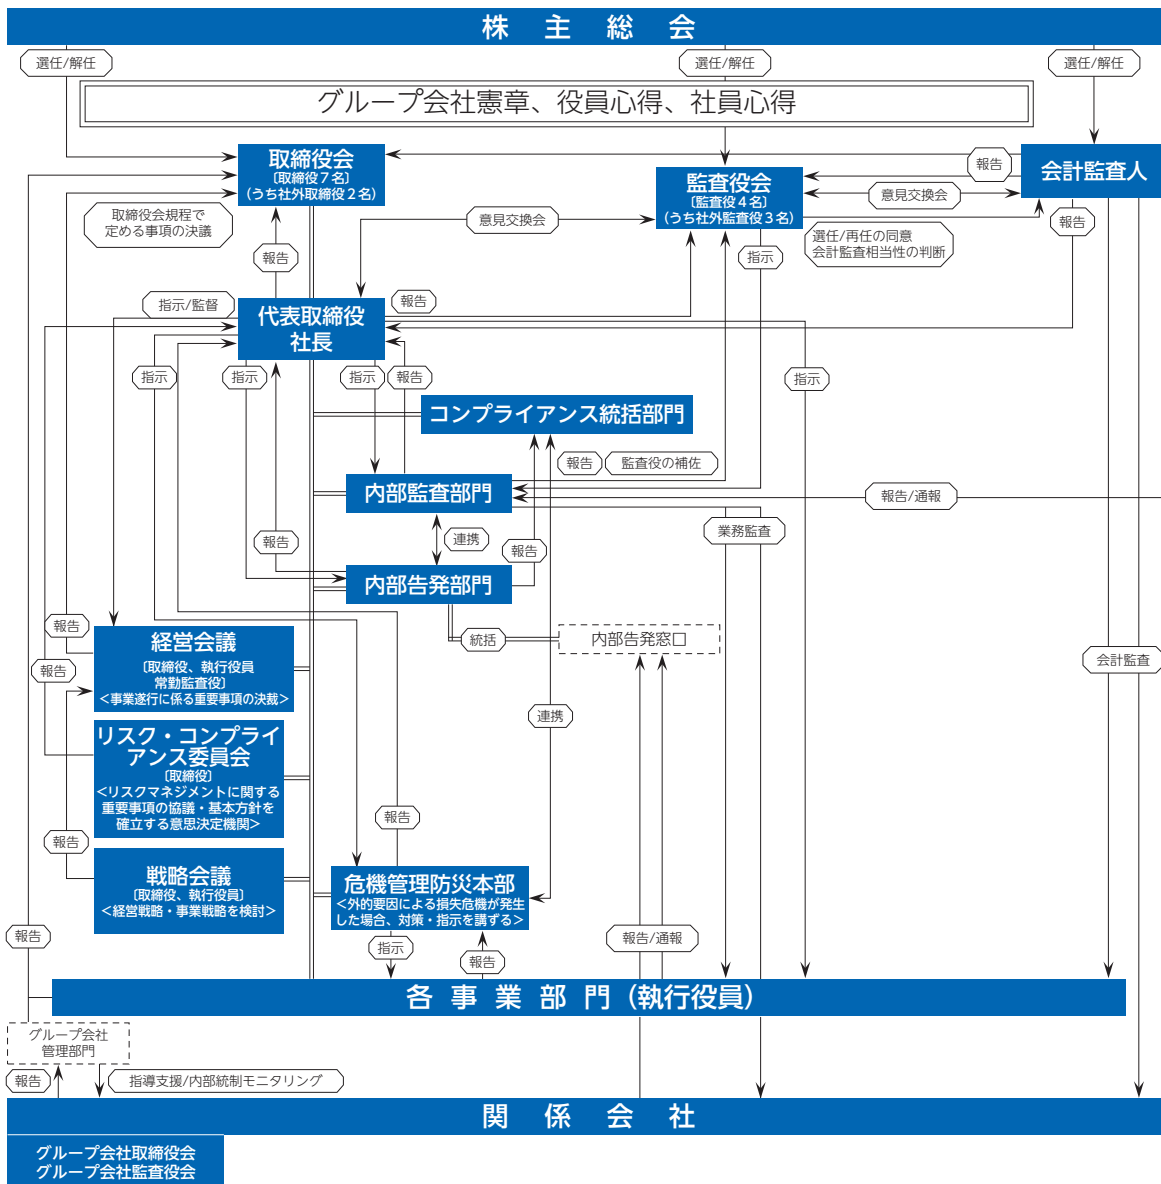 株主総会
選任/解任
選任/解任
選任/解任
グループ会社憲章、役員心得、社員心得
取締役会
〔取締役7名〕
（うち社外取締役2名）
監査役会
〔監査役4名〕
（うち社外監査役3名）
会計監査人
報告
意見交換会
意見交換会
取締役会規程で
定める事項の決議
報告
選任/再任の同意
会計監査相当性の判断
指示
報告
指示/監督
代表取締役
社長
報告
指示
指示
指示
報告
指示
コンプライアンス統括部門
報告
監査役の補佐
内部監査部門
報告/通報
業務監査
報告
連携
報告
内部告発部門
報告
統括
内部告発窓口
経営会議
〔取締役、執行役員
常勤監査役〕
＜事業遂行に係る重要事項の決裁＞
報告
会計監査
連携
リスク・コンプライ
アンス委員会
〔取締役〕
＜リスクマネジメントに関する
重要事項の協議・基本方針を
確立する意思決定機関＞
報告
報告
戦略会議
〔取締役、執行役員〕
＜経営戦略・事業戦略を検討＞
危機管理防災本部
＜外的要因による損失危機が発生
した場合、対策・指示を講ずる＞
報告
指示
報告
報告/通報
各事業部門（執行役員）
グループ会社
管理部門
報告
指導支援/内部統制モニタリング
関係会社
グループ会社取締役会
グループ会社監査役会